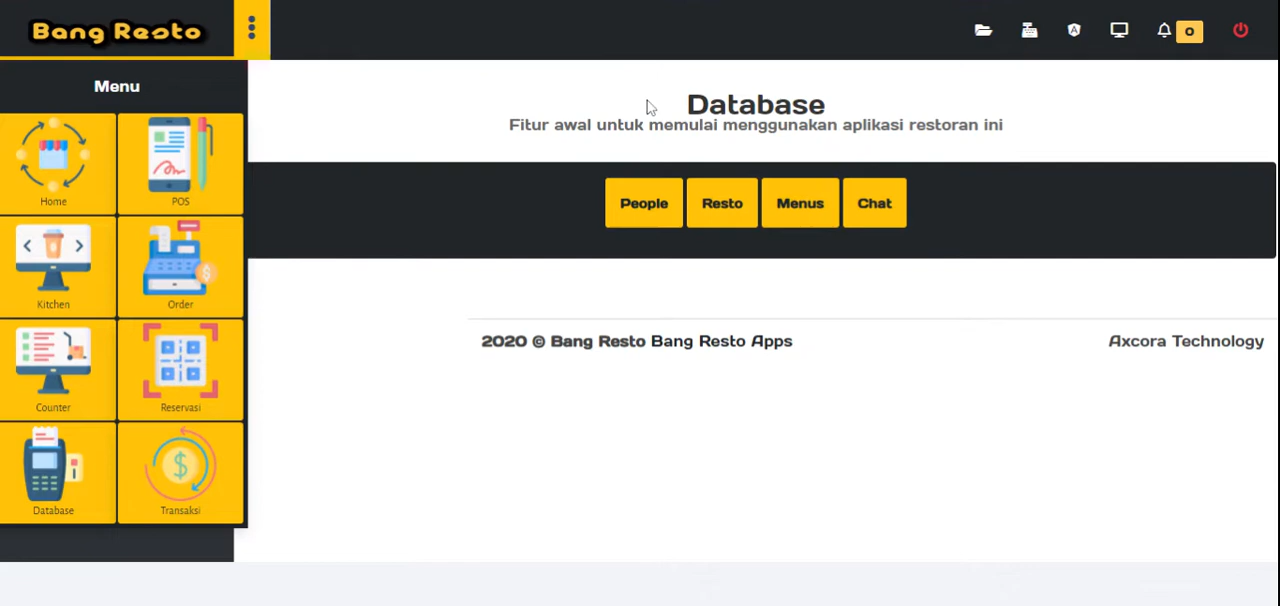 Bang Resto
0
Menu
Home
POS
Kitchen
Order
Counter
Reservasi
Database
Transaksi
Database
Fitur awal untuk memulai menggunakan aplikasi restoran ini
People
Resto
Menus
Chat
2020 © Bang Resto Bang Resto Apps
Axcora Technology